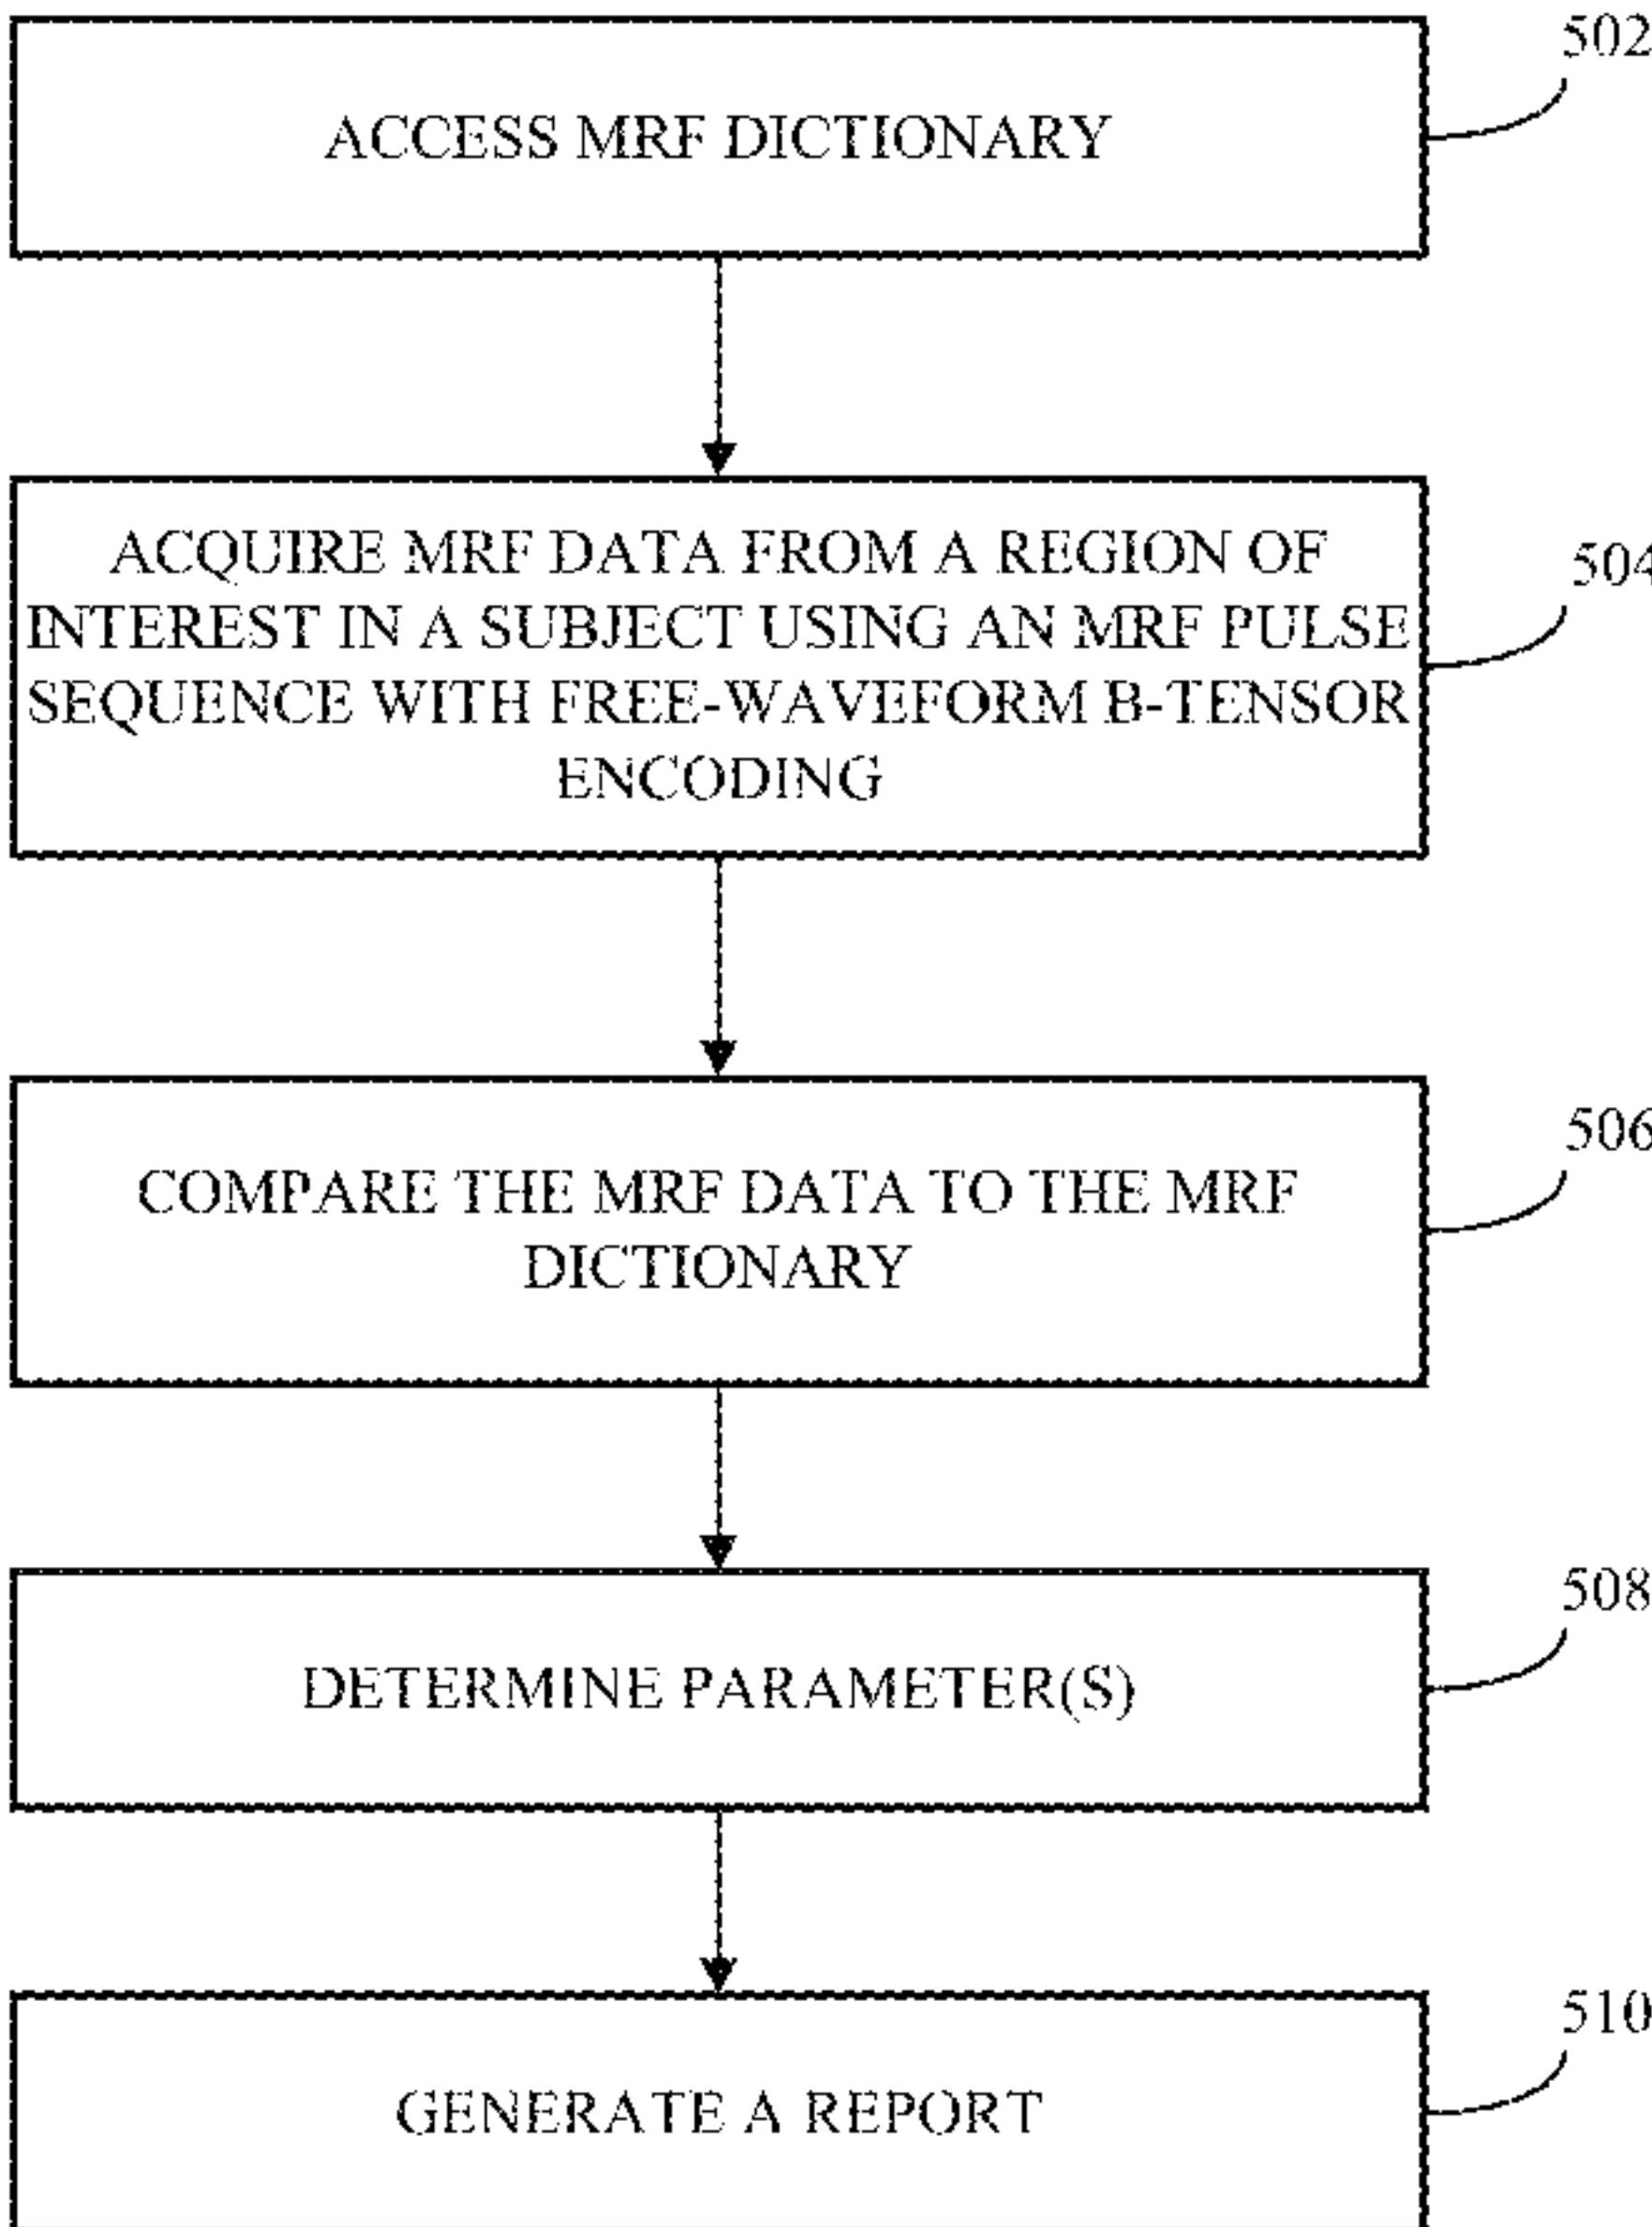 502
ACCESS MRF DICTIONARY
504
ACQUIRE MRF DATA FROM A REGION OF
INTEREST IN A SUBJECT USING AN MRF PULSE
SEQUENCE WITH FREE-WAVEFORM B-TENSOR
ENCODING
506
COMPARE THE MRF DATA TO THE MRF
DICTIONARY
508
DETERMINE PARAMETER(S)
510
GENERATE A REPORT